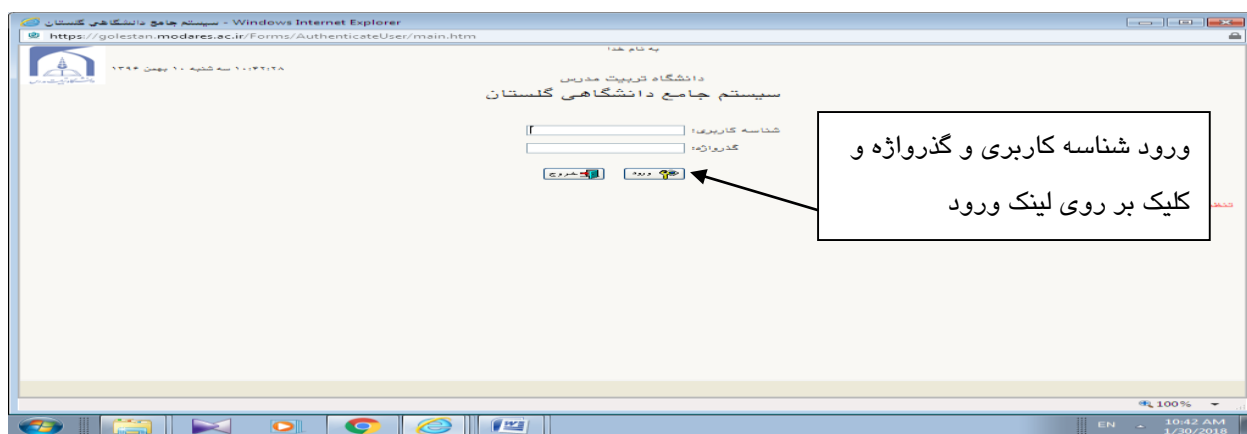 سیستم جامع دانشگاهی گلستان - Windows Internet Explorer
https://golestan.modares.ac.ir/Forms/AuthenticateUser/main.htm
به نام خدا
۱۰:۴۲:۲۸ سه شنبه ۱۰ بهمن ۱۳۹۶
دانشگاه تربیت مدرس
سیستم جامع دانشگاهی گلستان
شناسه کاربری:
گذرواژه:
ورود
خروج
ورود شناسه کاربری و گذرواژه و
کلیک بر روی لینک ورود
100%
EN
10:42 AM
1/30/2018